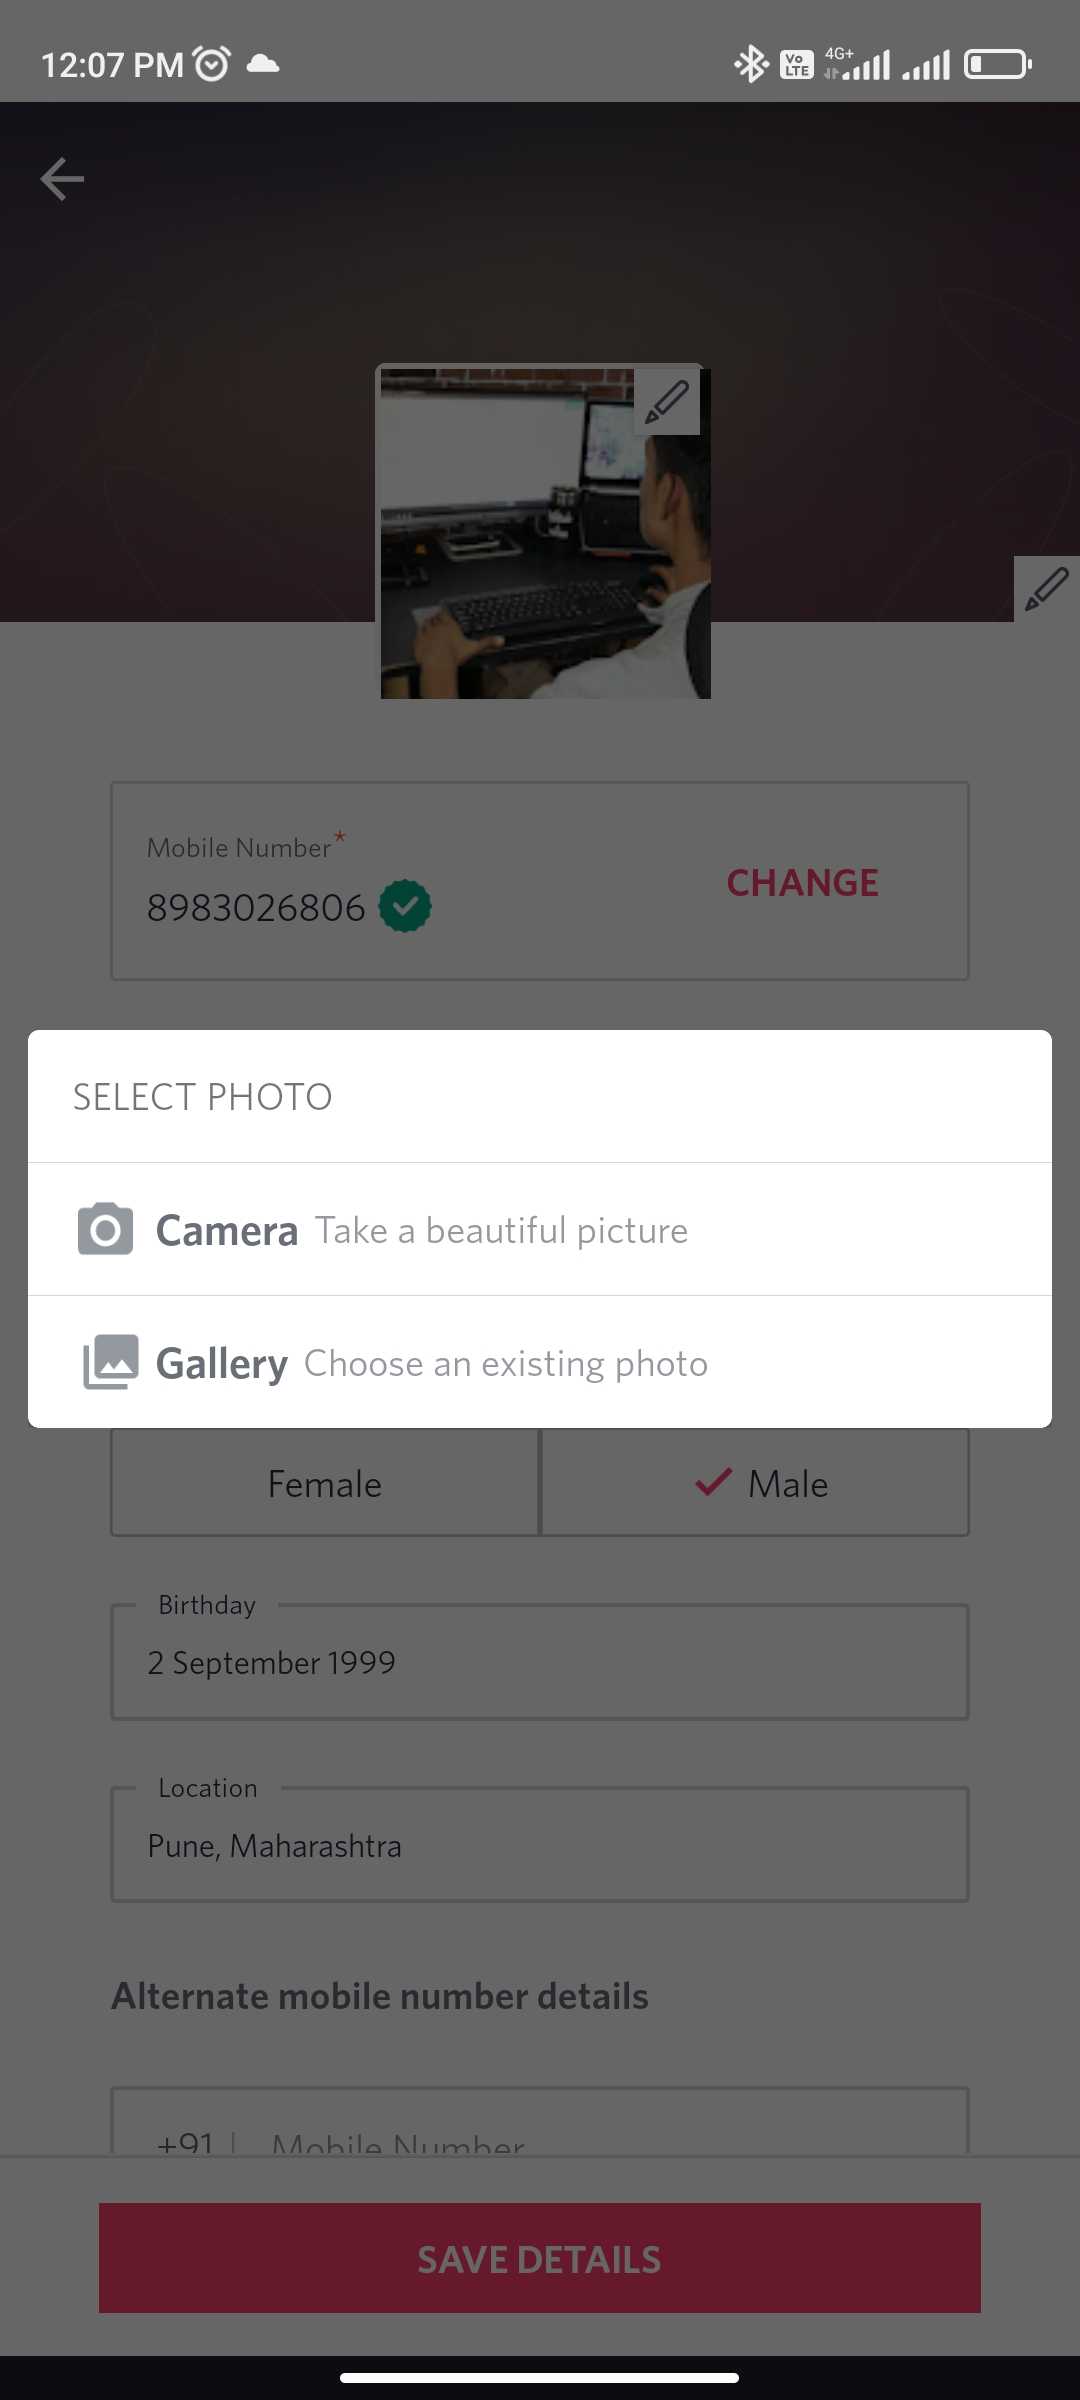 12:07 PM
Vo LTE 4G+
Mobile Number*
8983026806
CHANGE
SELECT PHOTO
Camera Take a beautiful picture
Gallery Choose an existing photo
Female Male
Birthday
2 September 1999
Location
Pune, Maharashtra
Alternate mobile number details
+91 | Mobile Number
SAVE DETAILS